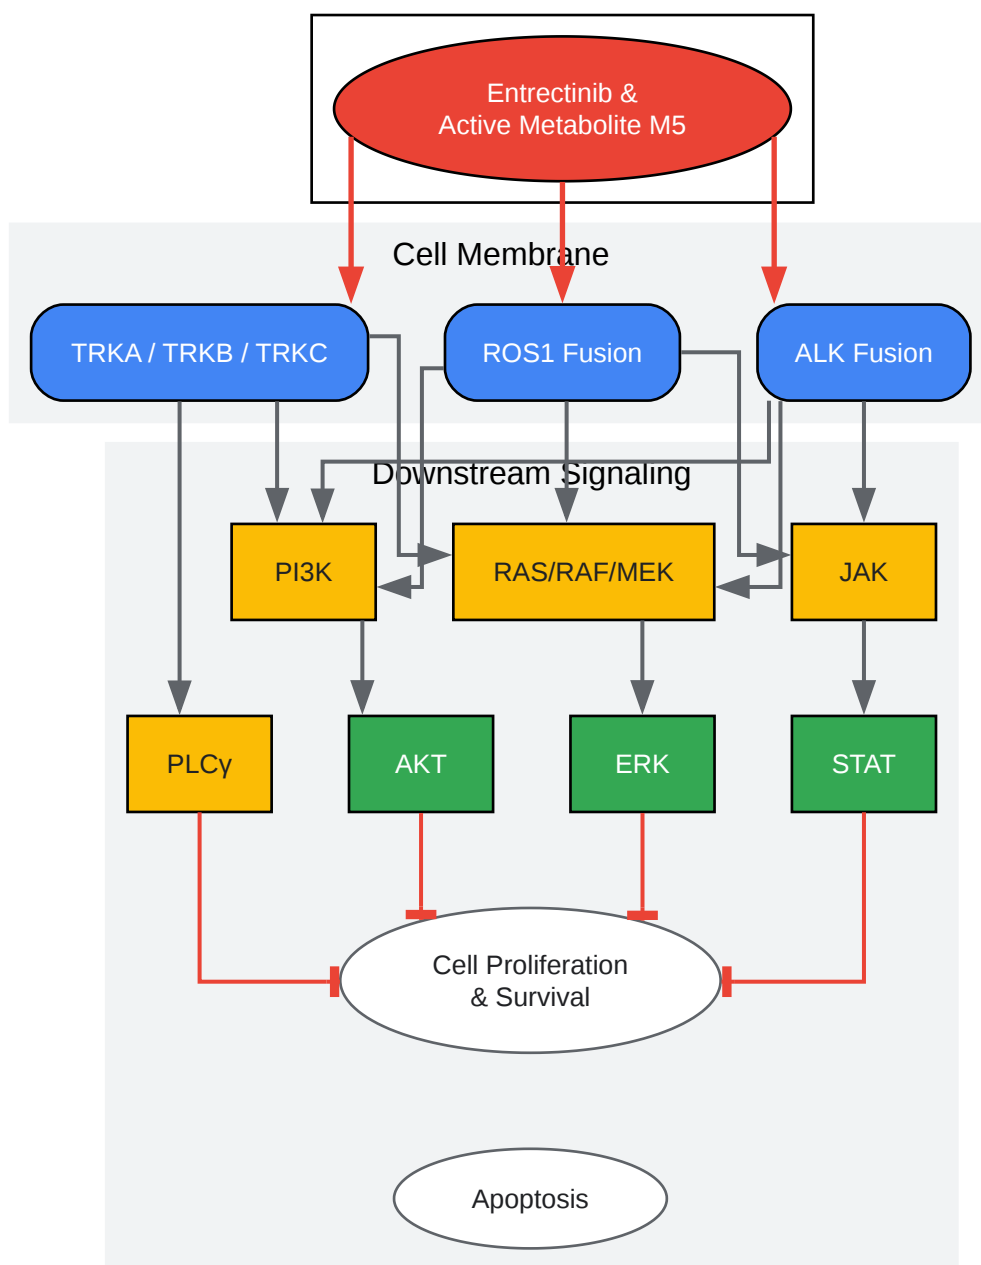 Entrectinib &
Active Metabolite M5
Cell Membrane
TRKA / TRKB / TRKC
ROS1 Fusion
ALK Fusion
Downstream Signaling
PI3K
RAS/RAF/MEK
JAK
PLCγ
AKT
ERK
STAT
Cell Proliferation
& Survival
Apoptosis